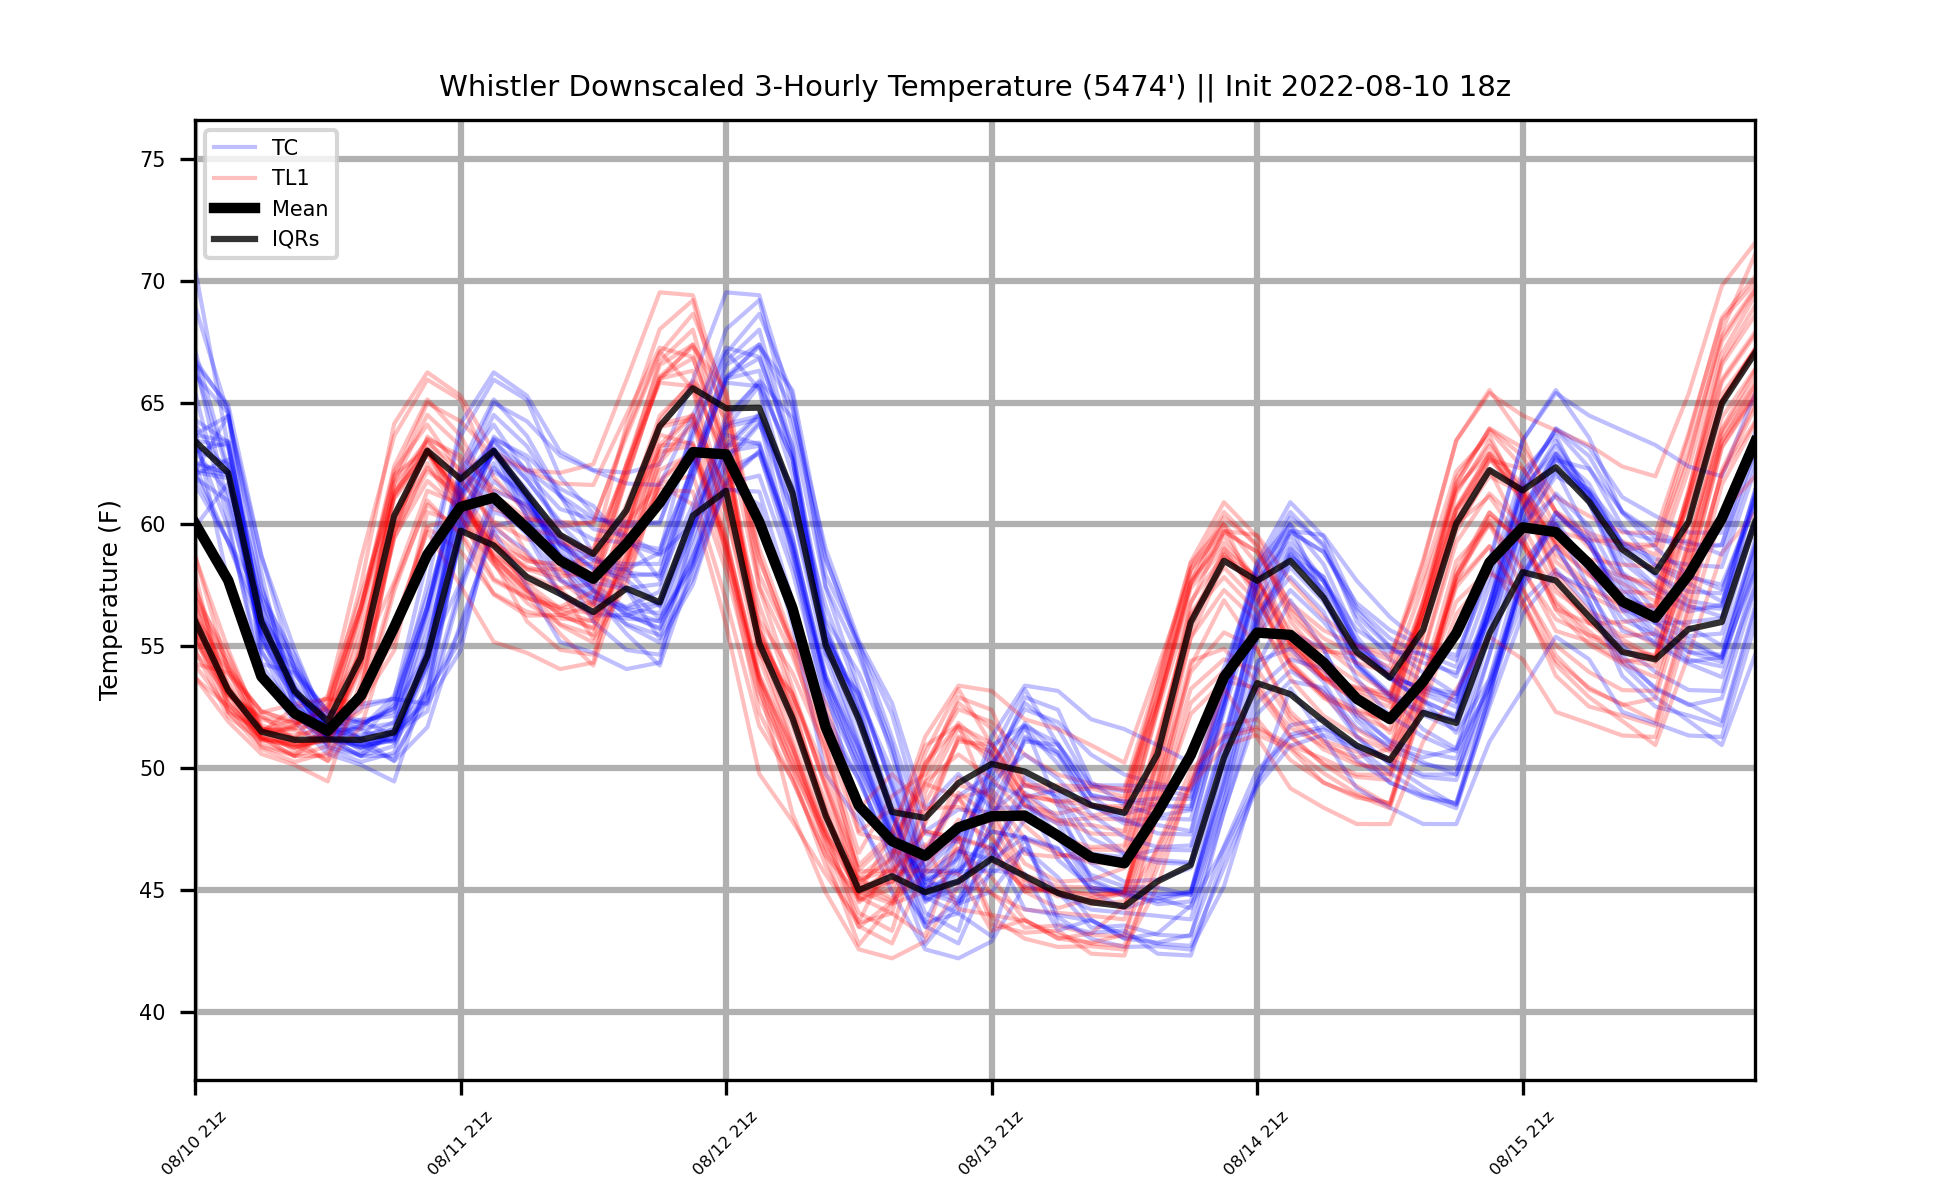 Whistler Downscaled 3-Hourly Temperature (5474') || Init 2022-08-10 18z
TC
TL1
Mean
IQRs
Temperature (F)
75
70
65
60
55
50
45
40
08/10 21z
08/11 21z
08/12 21z
08/13 21z
08/14 21z
08/15 21z